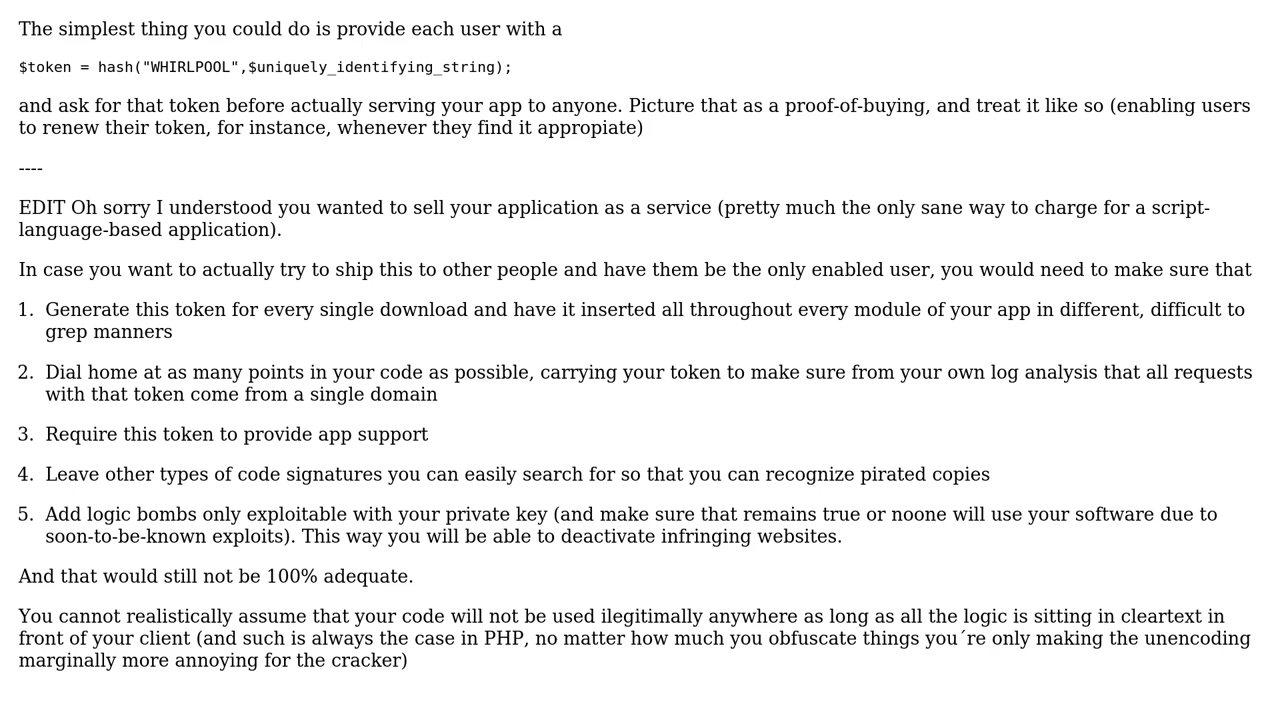 The simplest thing you could do is provide each user with a
$token = hash("WHIRLPOOL",$uniquely_identifying_string);
and ask for that token before actually serving your app to anyone. Picture that as a proof-of-buying, and treat it like so (enabling users
to renew their token, for instance, whenever they find it appropiate)
----
EDIT Oh sorry I understood you wanted to sell your application as a service (pretty much the only sane way to charge for a script-
language-based application).
In case you want to actually try to ship this to other people and have them be the only enabled user, you would need to make sure that
1. Generate this token for every single download and have it inserted all throughout every module of your app in different, difficult to
grep manners
2. Dial home at as many points in your code as possible, carrying your token to make sure from your own log analysis that all requests
with that token come from a single domain
3. Require this token to provide app support
4. Leave other types of code signatures you can easily search for so that you can recognize pirated copies
5. Add logic bombs only exploitable with your private key (and make sure that remains true or noone will use your software due to
soon-to-be-known exploits). This way you will be able to deactivate infringing websites.
And that would still not be 100% adequate.
You cannot realistically assume that your code will not be used ilegitimally anywhere as long as all the logic is sitting in cleartext in
front of your client (and such is always the case in PHP, no matter how much you obfuscate things you´re only making the unencoding
marginally more annoying for the cracker)